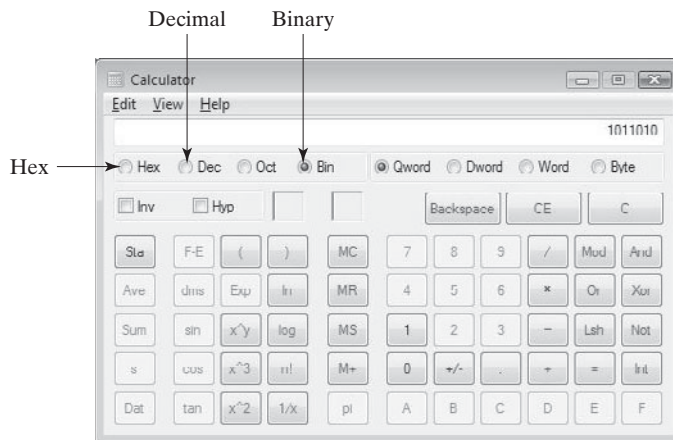 Decimal Binary
Calculator
Edit View Help
1011010
Hex
Hex Dec Oct Bin Qword Dword Word Byte
Inv Hyp Backspace CE C
Sta F-E ( ) MC 7 8 9 / Mod And
Ave dms Exp ln MR 4 5 6 * Or Xor
Sum sin x^y log MS 1 2 3 - Lsh Not
s cos x^3 n! M+ 0 +/- . + = Int
Dat tan x^2 1/x pi A B C D E F